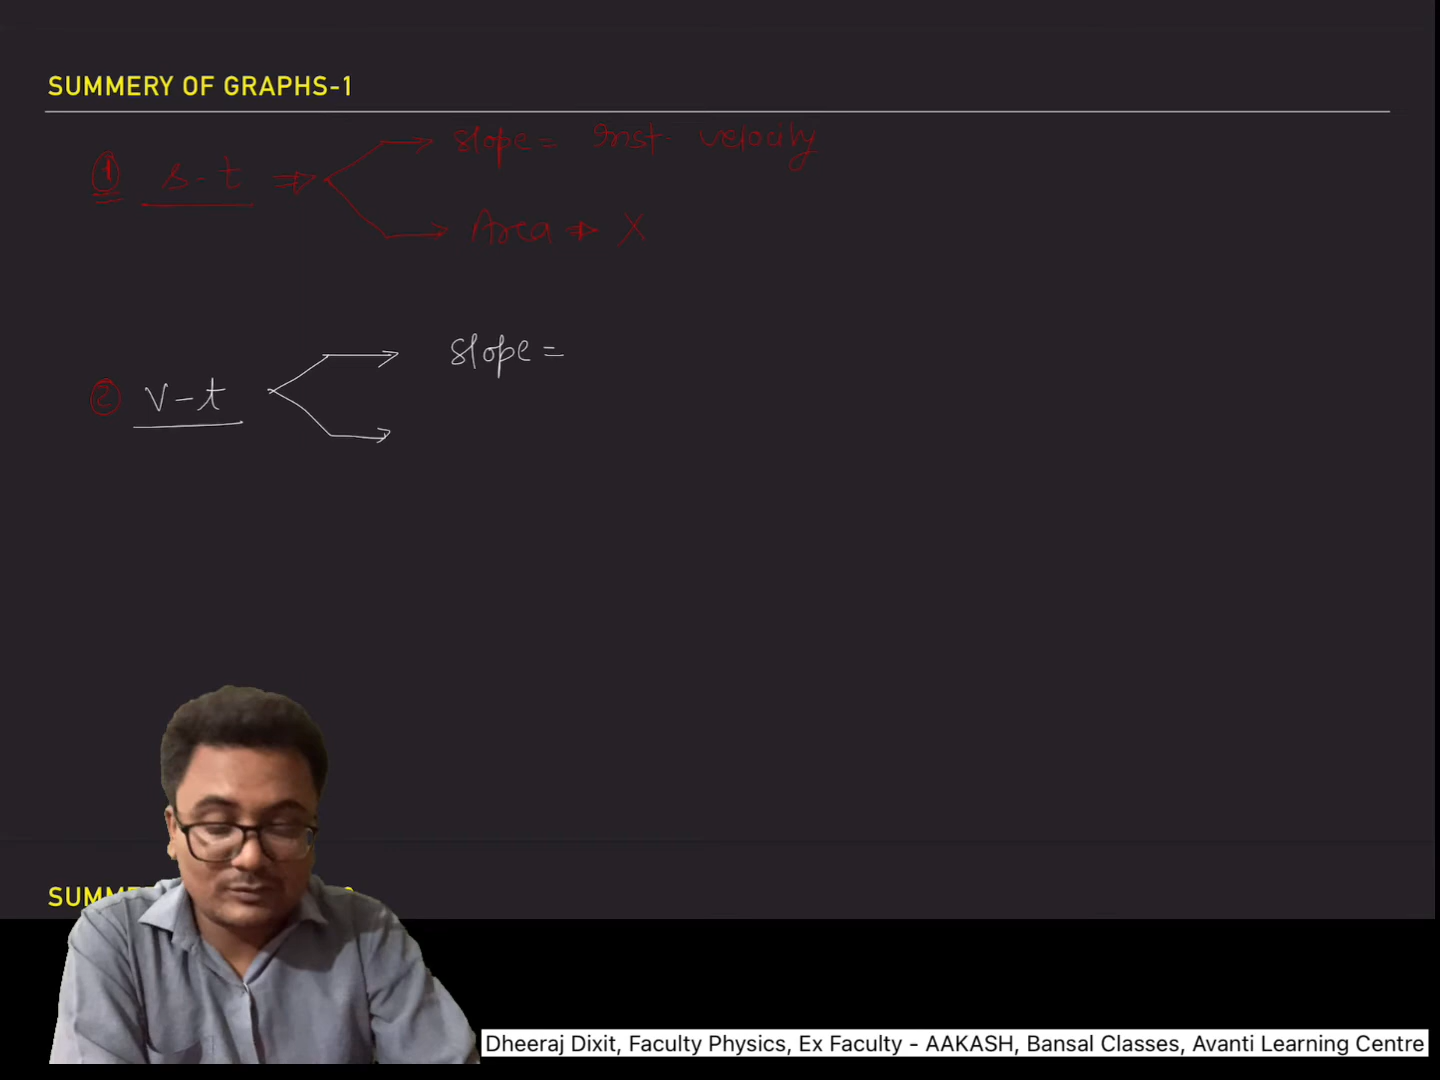 SUMMERY OF GRAPHS-1
① s-t ⇒ → slope = Inst. velocity
→ Area ⇒ X
② v-t → slope =
→
SUMM
Dheeraj Dixit, Faculty Physics, Ex Faculty - AAKASH, Bansal Classes, Avanti Learning Centre